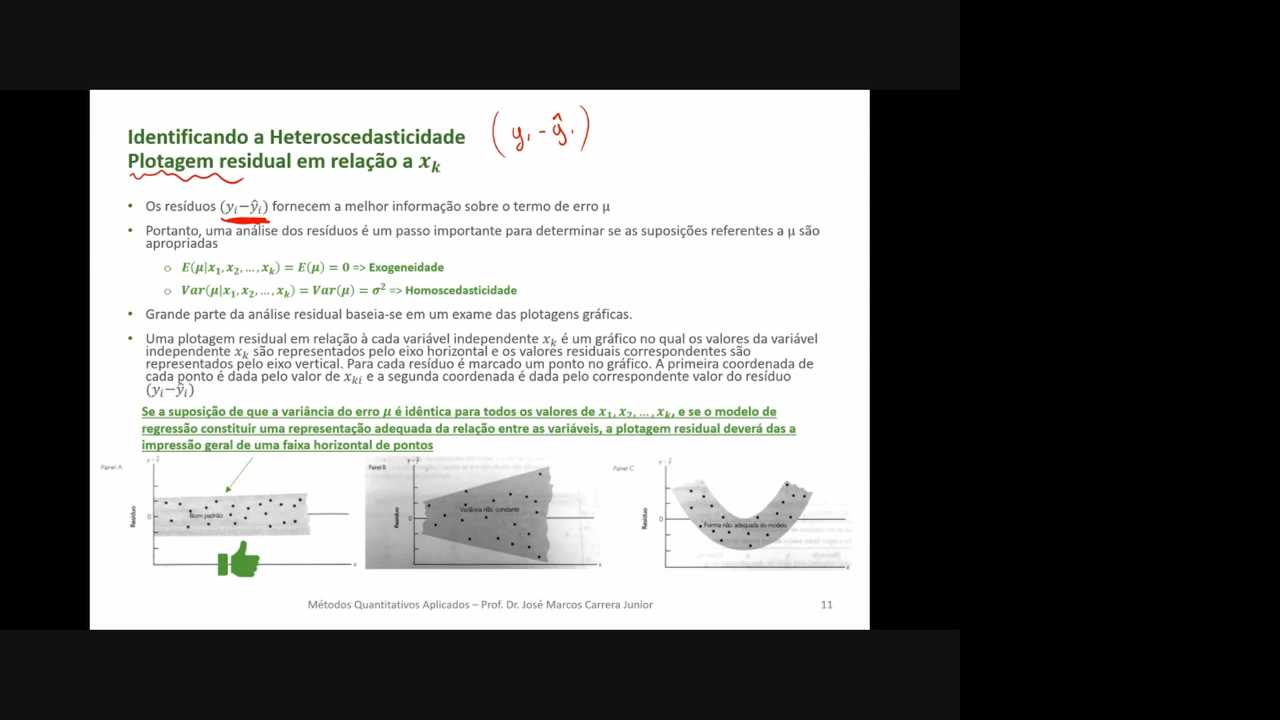 Identificando a Heteroscedasticidade
(yᵢ - ŷᵢ)
Plotagem residual em relação a xₖ
• Os resíduos (yᵢ−ŷᵢ) fornecem a melhor informação sobre o termo de erro μ
• Portanto, uma análise dos resíduos é um passo importante para determinar se as suposições referentes a μ são
apropriadas
○ E(μ|x₁, x₂, ..., xₖ) = E(μ) = 0 => Exogeneidade
○ Var(μ|x₁, x₂, ..., xₖ) = Var(μ) = σ² => Homoscedasticidade
• Grande parte da análise residual baseia-se em um exame das plotagens gráficas.
• Uma plotagem residual em relação à cada variável independente xₖ é um gráfico no qual os valores da variável
independente xₖ são representados pelo eixo horizontal e os valores residuais correspondentes são
representados pelo eixo vertical. Para cada resíduo é marcado um ponto no gráfico. A primeira coordenada de
cada ponto é dada pelo valor de xₖᵢ e a segunda coordenada é dada pelo correspondente valor do resíduo
(yᵢ−ŷᵢ)
Se a suposição de que a variância do erro μ é idêntica para todos os valores de x₁, x₂, ..., xₖ, e se o modelo de
regressão constituir uma representação adequada da relação entre as variáveis, a plotagem residual deverá das a
impressão geral de uma faixa horizontal de pontos
Painel A
y − ŷ
Resíduo
0
Bom padrão
x
Painel B
y − ŷ
Resíduo
0
Variância não constante
x
Painel C
y − ŷ
Resíduo
0
Forma não adequada do modelo
x
Métodos Quantitativos Aplicados – Prof. Dr. José Marcos Carrera Junior
11